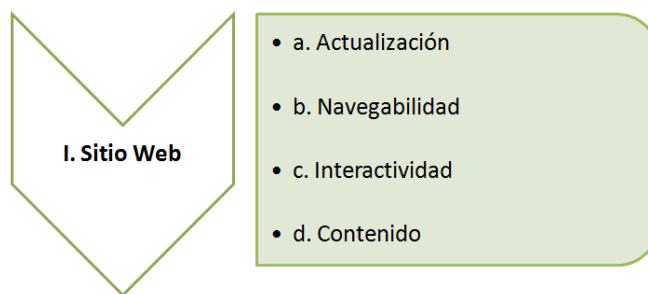 I. Sitio Web
• a. Actualización
• b. Navegabilidad
• c. Interactividad
• d. Contenido